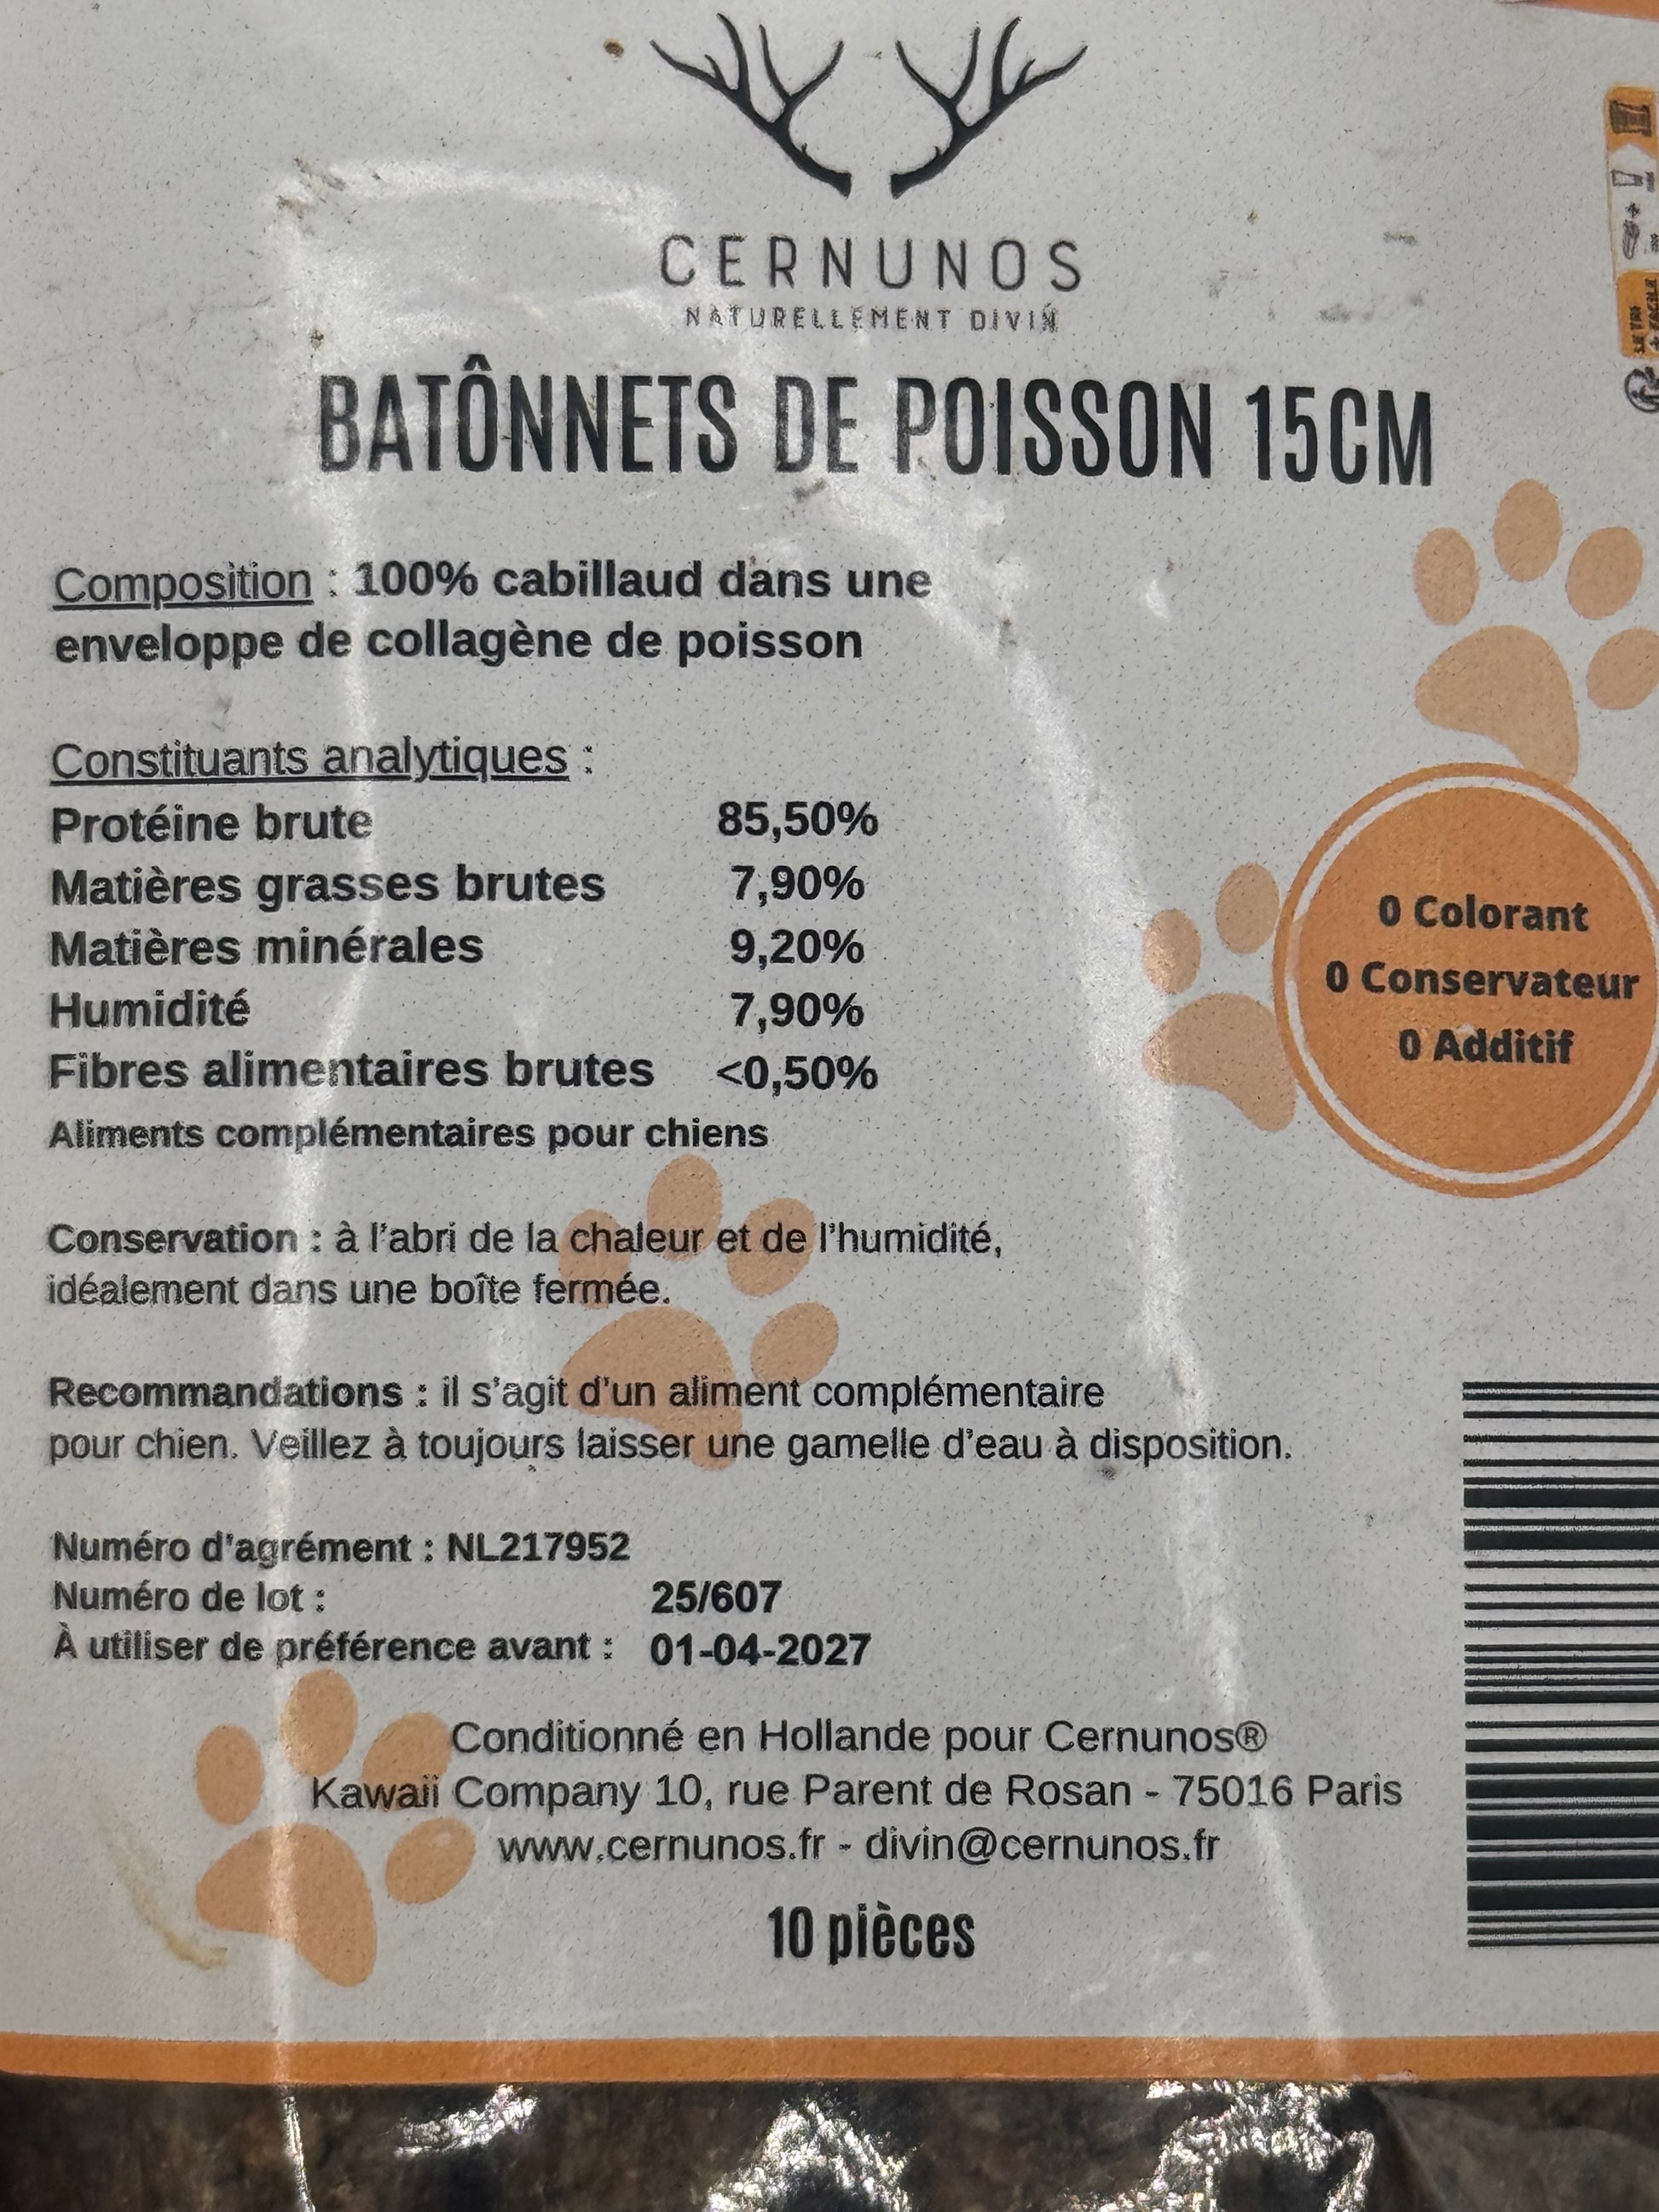 CERNUNOS
NATURELLEMENT DIVIN
BATÔNNETS DE POISSON 15CM
Composition : 100% cabillaud dans une
enveloppe de collagène de poisson
Constituants analytiques :
Protéine brute 85,50%
Matières grasses brutes 7,90%
Matières minérales 9,20%
Humidité 7,90%
Fibres alimentaires brutes <0,50%
Aliments complémentaires pour chiens
0 Colorant
0 Conservateur
0 Additif
Conservation : à l'abri de la chaleur et de l'humidité,
idéalement dans une boîte fermée.
Recommandations : il s'agit d'un aliment complémentaire
pour chien. Veillez à toujours laisser une gamelle d'eau à disposition.
Numéro d'agrément : NL217952
Numéro de lot : 25/607
À utiliser de préférence avant : 01-04-2027
Conditionné en Hollande pour Cernunos®
Kawaii Company 10, rue Parent de Rosan - 75016 Paris
www.cernunos.fr - divin@cernunos.fr
10 pièces